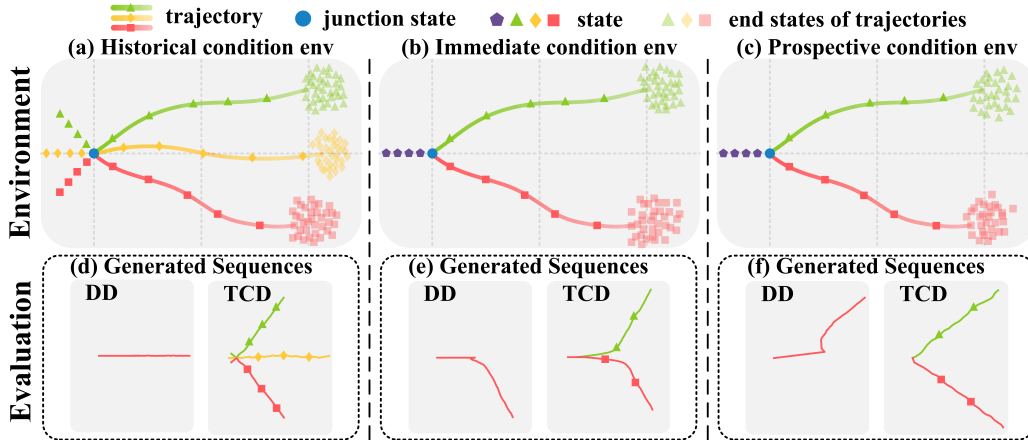 trajectory junction state state end states of trajectories
(a) Historical condition env (b) Immediate condition env (c) Prospective condition env
Environment
(d) Generated Sequences (e) Generated Sequences (f) Generated Sequences
DD TCD DD TCD DD TCD
Evaluation